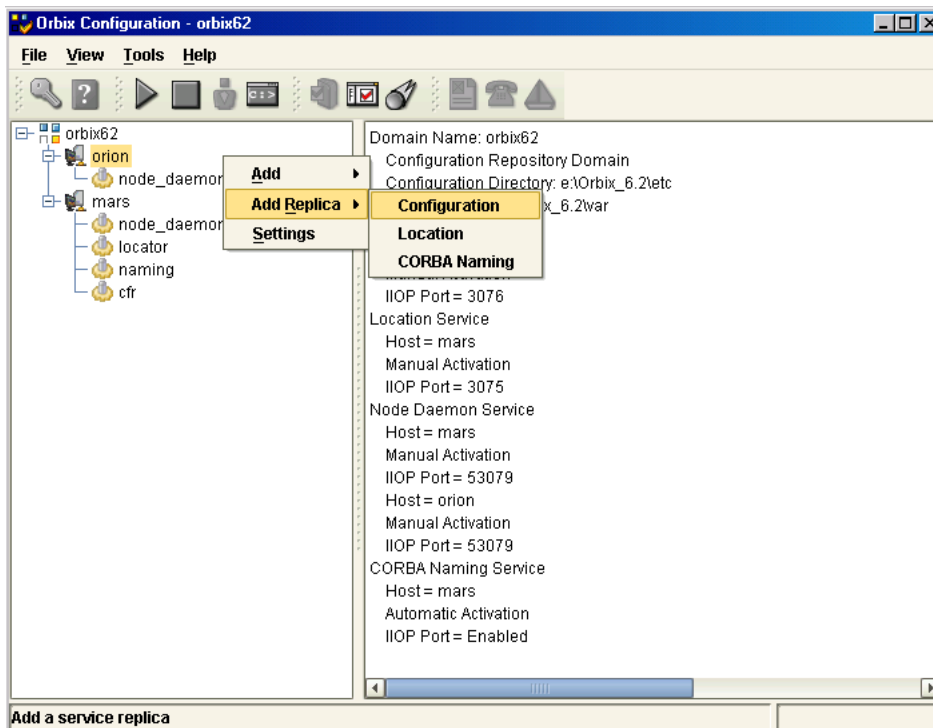 Orbix Configuration - orbix62
File View Tools Help
orbix62
orion
node_daemon
mars
node_daemon
locator
naming
cfr
Add
Add Replica
Settings
Configuration
Location
CORBA Naming
Domain Name: orbix62
Configuration Repository Domain
Configuration Directory: e:\Orbix_6.2\etc
x_6.2\var
IIOP Port = 3076
Location Service
Host = mars
Manual Activation
IIOP Port = 3075
Node Daemon Service
Host = mars
Manual Activation
IIOP Port = 53079
Host = orion
Manual Activation
IIOP Port = 53079
CORBA Naming Service
Host = mars
Automatic Activation
IIOP Port = Enabled
Add a service replica